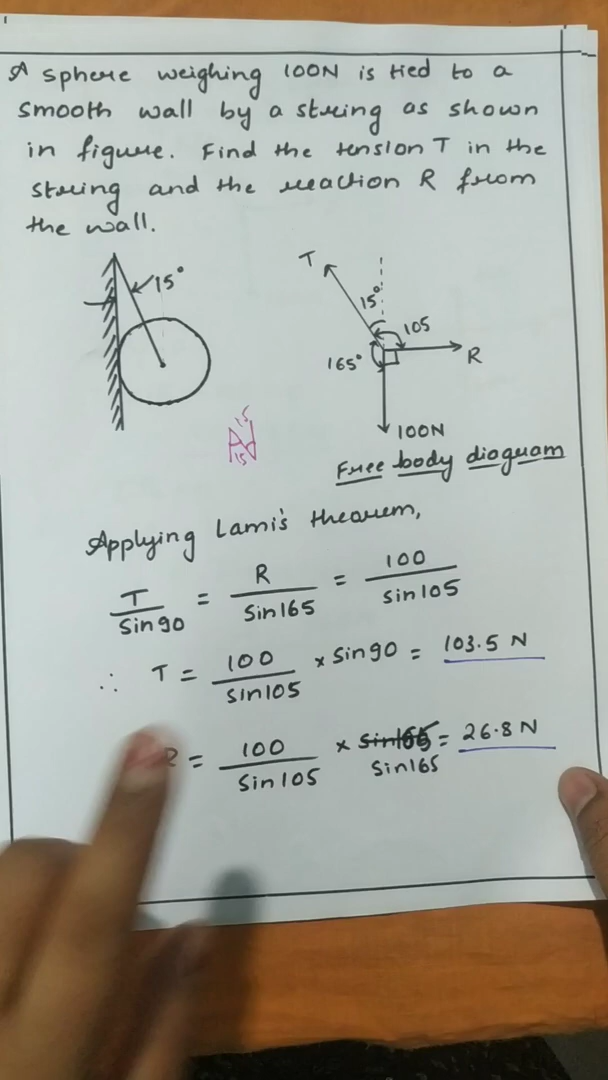 A sphere weighing 100N is tied to a
smooth wall by a string as shown
in figure. Find the tension T in the
string and the reaction R from
the wall.
15°
T
15°
105
R
165°
100N
15
15
Free body diagram
Applying Lami's theorem,
T/Sin90 = R/Sin165 = 100/Sin105
∴ T = 100/Sin105 × Sin90 = 103.5 N
R = 100/Sin105 × Sin165 = 26.8 N